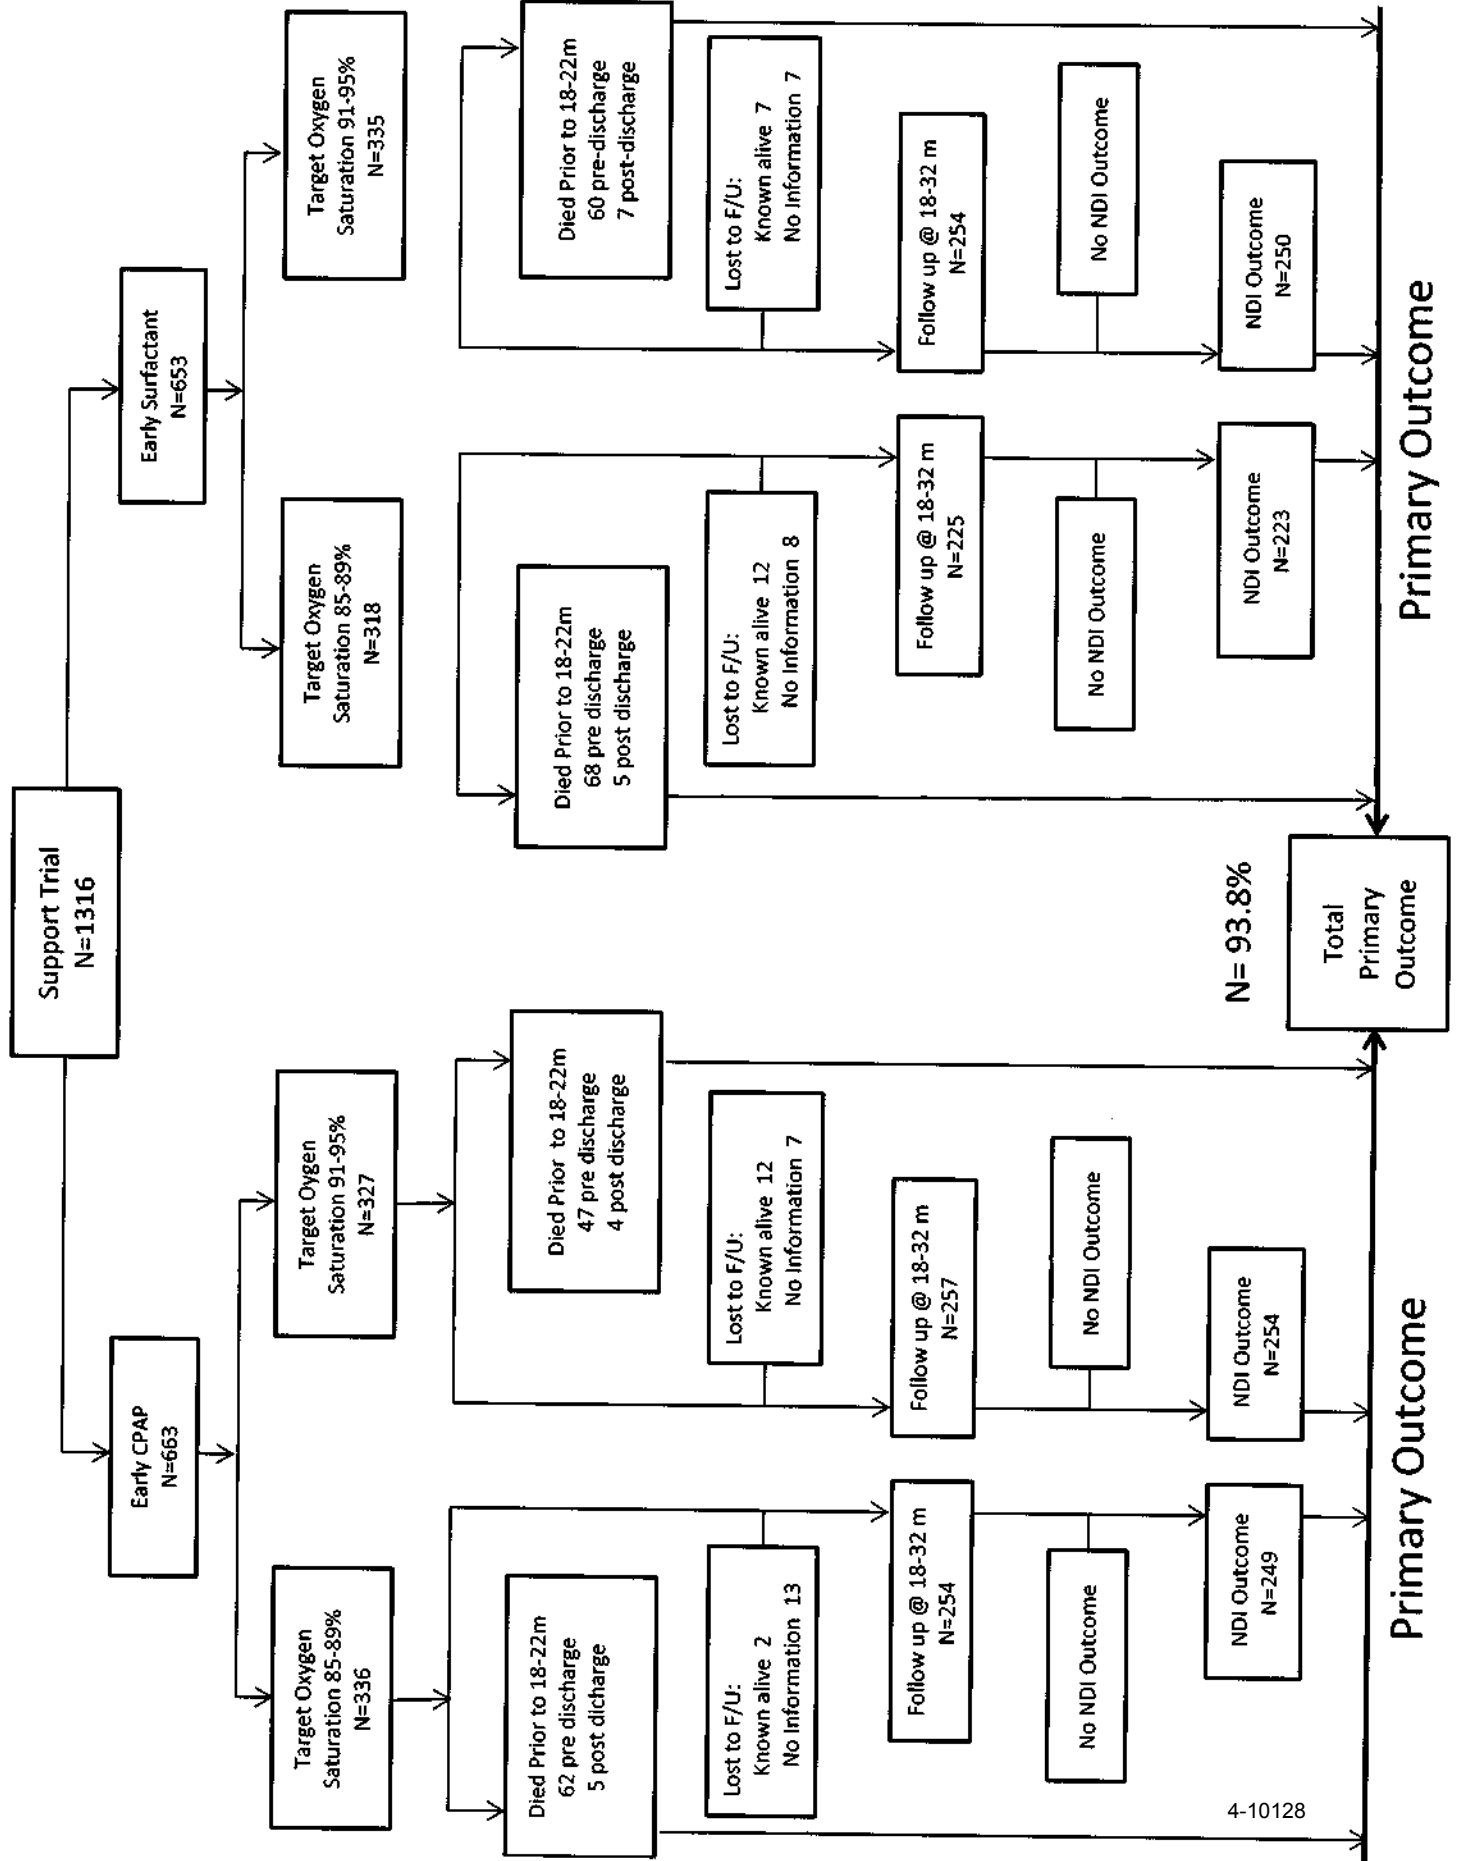 Support Trial
N=1316
Early CPAP
N=663
Early Surfactant
N=653
Target Oxygen
Saturation 85-89%
N=336
Target Oygen
Saturation 91-95%
N=327
Target Oxygen
Saturation 85-89%
N=318
Target Oxygen
Saturation 91-95%
N=335
Died Prior to 18-22m
62 pre discharge
5 post dicharge
Died Prior to 18-22m
47 pre discharge
4 post discharge
Died Prior to 18-22m
68 pre discharge
5 post discharge
Died Prior to 18-22m
60 pre-discharge
7 post-discharge
Lost to F/U:
Known alive 2
No Information 13
Lost to F/U:
Known alive 12
No Information 7
Lost to F/U:
Known alive 12
No Information 8
Lost to F/U:
Known alive 7
No Information 7
Follow up @ 18-32 m
N=254
Follow up @ 18-32 m
N=257
Follow up @ 18-32 m
N=225
Follow up @ 18-32 m
N=254
No NDI Outcome
No NDI Outcome
No NDI Outcome
No NDI Outcome
NDI Outcome
N=249
NDI Outcome
N=254
NDI Outcome
N=223
NDI Outcome
N=250
N= 93.8%
Total
Primary
Outcome
Primary Outcome
Primary Outcome
4-10128